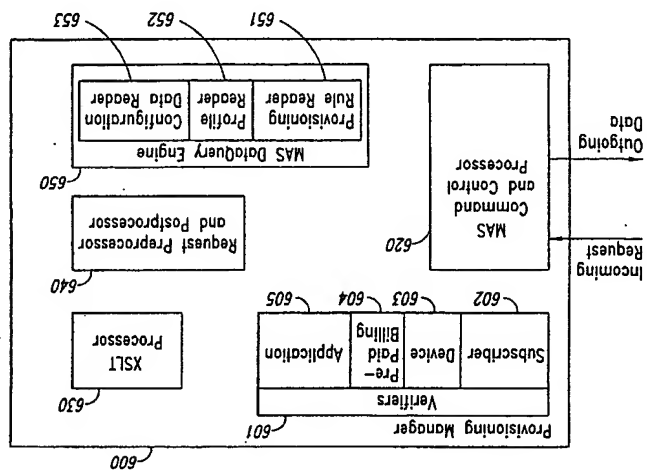 600
Provisioning Manager
601
Verifiers
Subscriber
Device
Pre-
Paid
Billing
Application
602
603
604
605
630
XSLT
Processor
Incoming
Request
620
MAS
Command
and Control
Processor
Outgoing
Data
640
Request Preprocessor
and Postprocessor
650
MAS DataQuery Engine
Provisioning
Rule Reader
Profile
Reader
Configuration
Data Reader
651
652
653